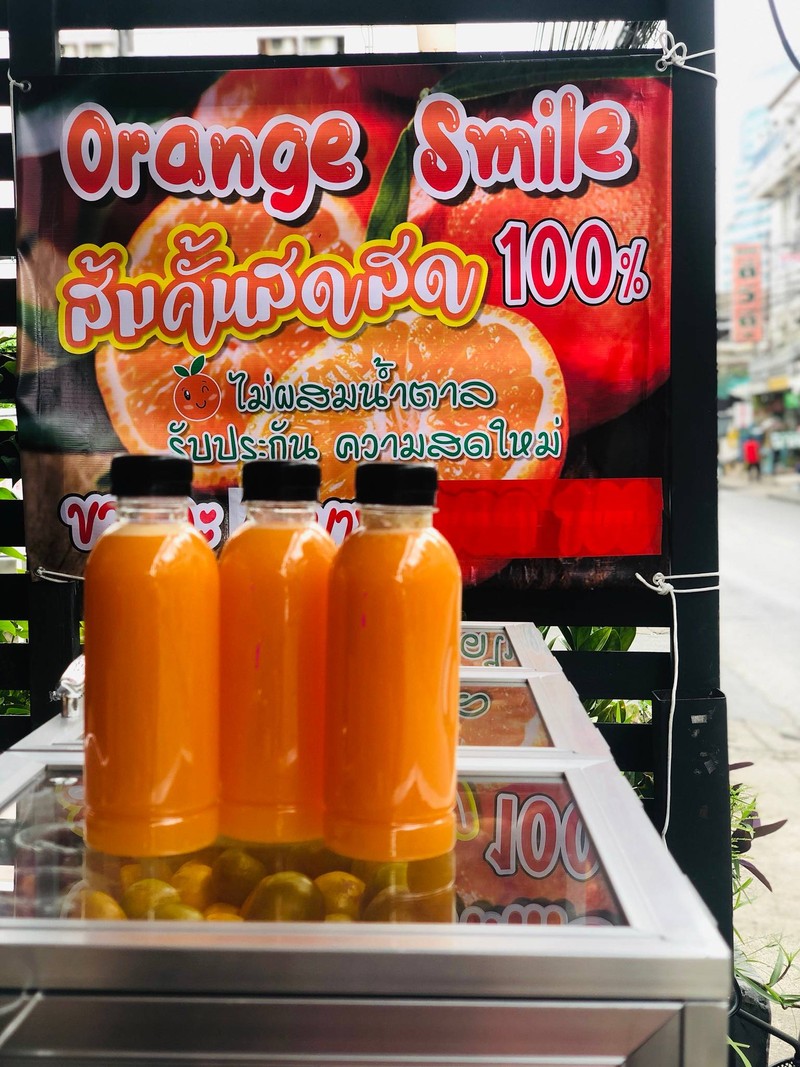 Orange Smile
ส้มคั้นสดสด 100%
ไม่ผสมน้ำตาล
รับประกัน ความสดใหม่